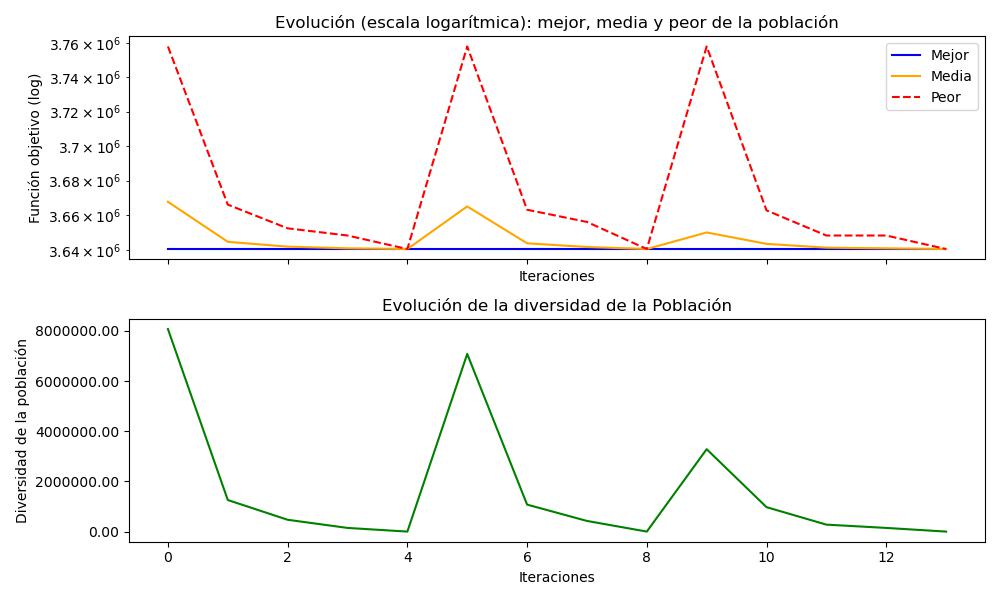 Evolución (escala logarítmica): mejor, media y peor de la población
Función objetivo (log)
3.76 × 10⁶
3.74 × 10⁶
3.72 × 10⁶
3.7 × 10⁶
3.68 × 10⁶
3.66 × 10⁶
3.64 × 10⁶
Mejor
Media
Peor
Iteraciones
Evolución de la diversidad de la Población
Diversidad de la población
8000000.00
6000000.00
4000000.00
2000000.00
0.00
0 2 4 6 8 10 12
Iteraciones